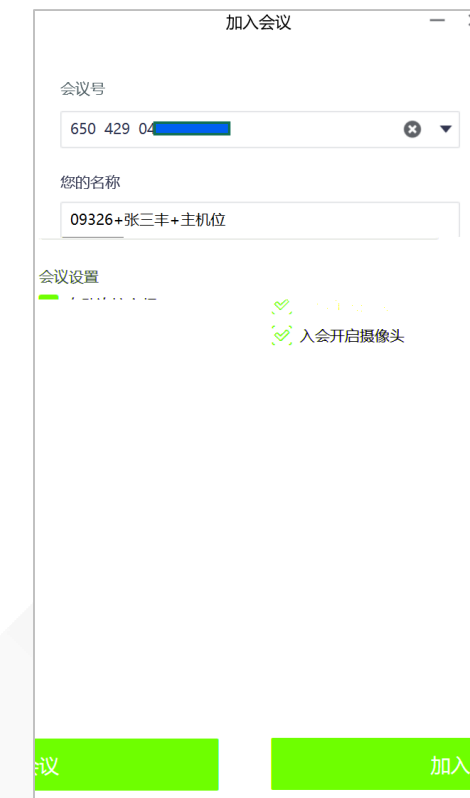 加入会议
会议号
650 429 04
您的名称
09326+张三丰+主机位
会议设置
入会开启摄像头
议
加入